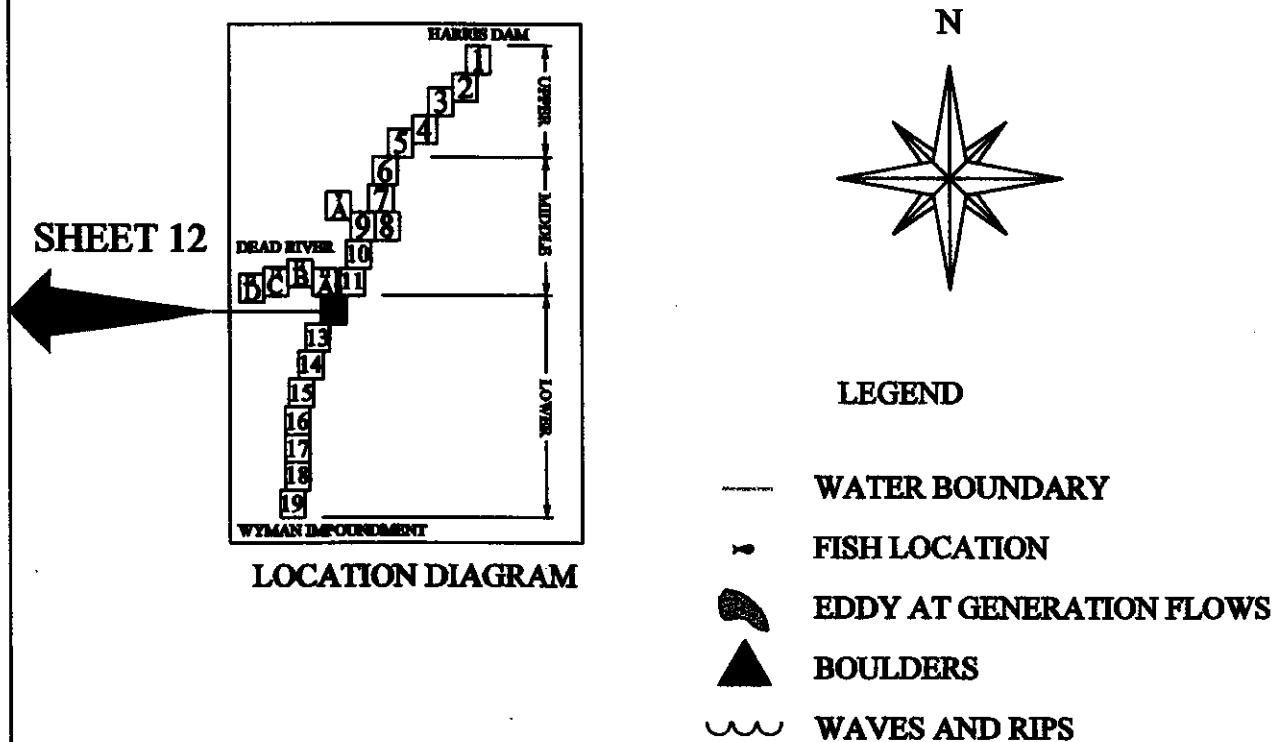 HARRIS DAM
1
2
3
4
5
6
7
A
9 8
10
DEAD RIVER
D C B A 11
13
14
15
16
17
18
19
WYMAN IMPOUNDMENT
UPPER
MIDDLE
LOWER
LOCATION DIAGRAM
SHEET 12
N
LEGEND
WATER BOUNDARY
FISH LOCATION
EDDY AT GENERATION FLOWS
BOULDERS
WAVES AND RIPS